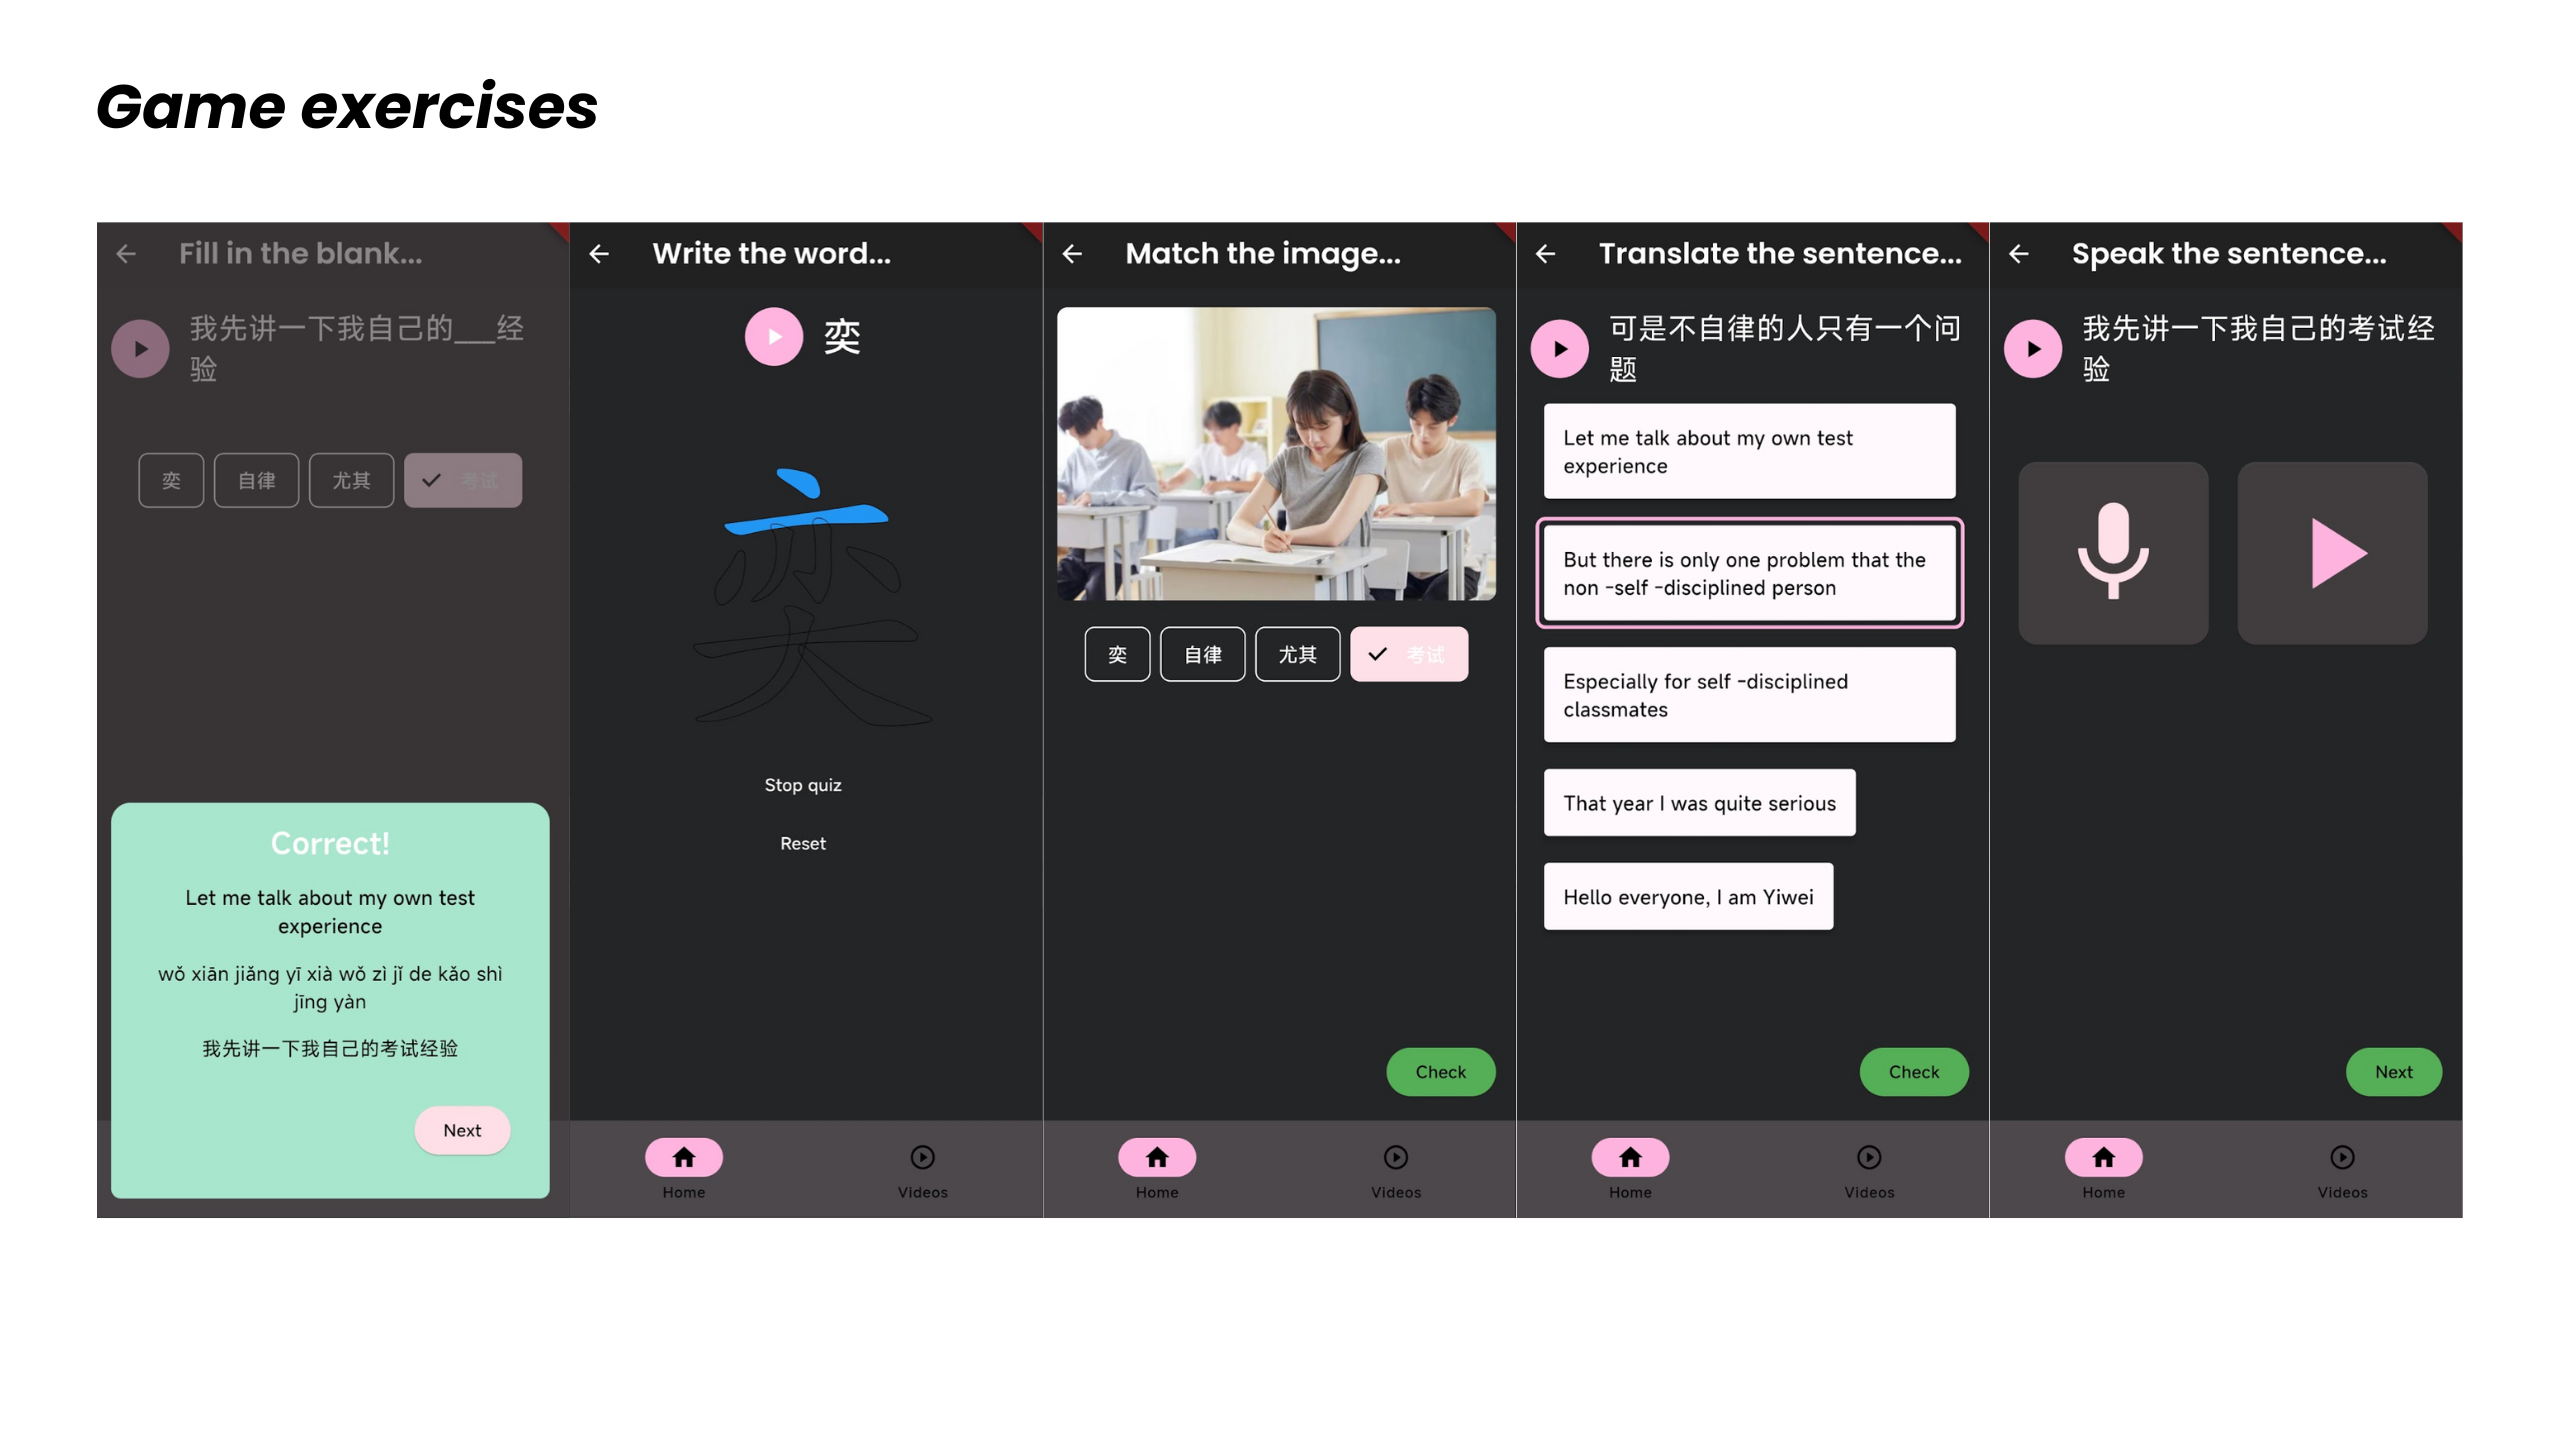 Game exercises
Fill in the blank...
我先讲一下我自己的___经
验
奕
自律
尤其
考试
Correct!
Let me talk about my own test
experience
wǒ xiān jiǎng yī xià wǒ zì jǐ de kǎo shì
jīng yàn
我先讲一下我自己的考试经验
Next
Write the word...
奕
Stop quiz
Reset
Home
Videos
Match the image...
奕
自律
尤其
考试
Check
Home
Videos
Translate the sentence...
可是不自律的人只有一个问
题
Let me talk about my own test
experience
But there is only one problem that the
non -self -disciplined person
Especially for self -disciplined
classmates
That year I was quite serious
Hello everyone, I am Yiwei
Check
Home
Videos
Speak the sentence...
我先讲一下我自己的考试经
验
Next
Home
Videos